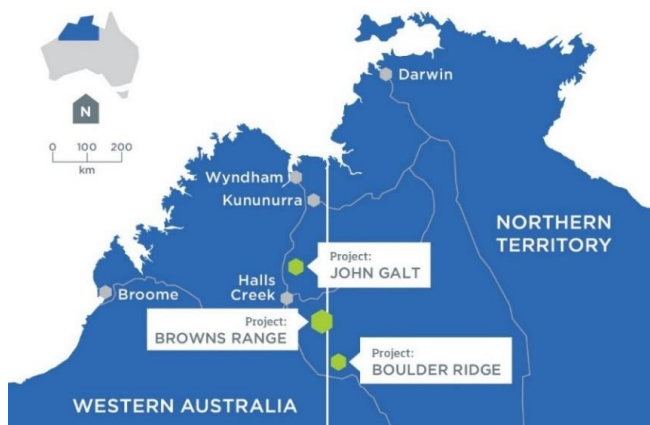 N
0 100 200
km
Darwin
Wyndham
Kununurra
NORTHERN
TERRITORY
Project:
JOHN GALT
Halls
Creek
Broome
Project:
BROWNS RANGE
Project:
BOULDER RIDGE
WESTERN AUSTRALIA